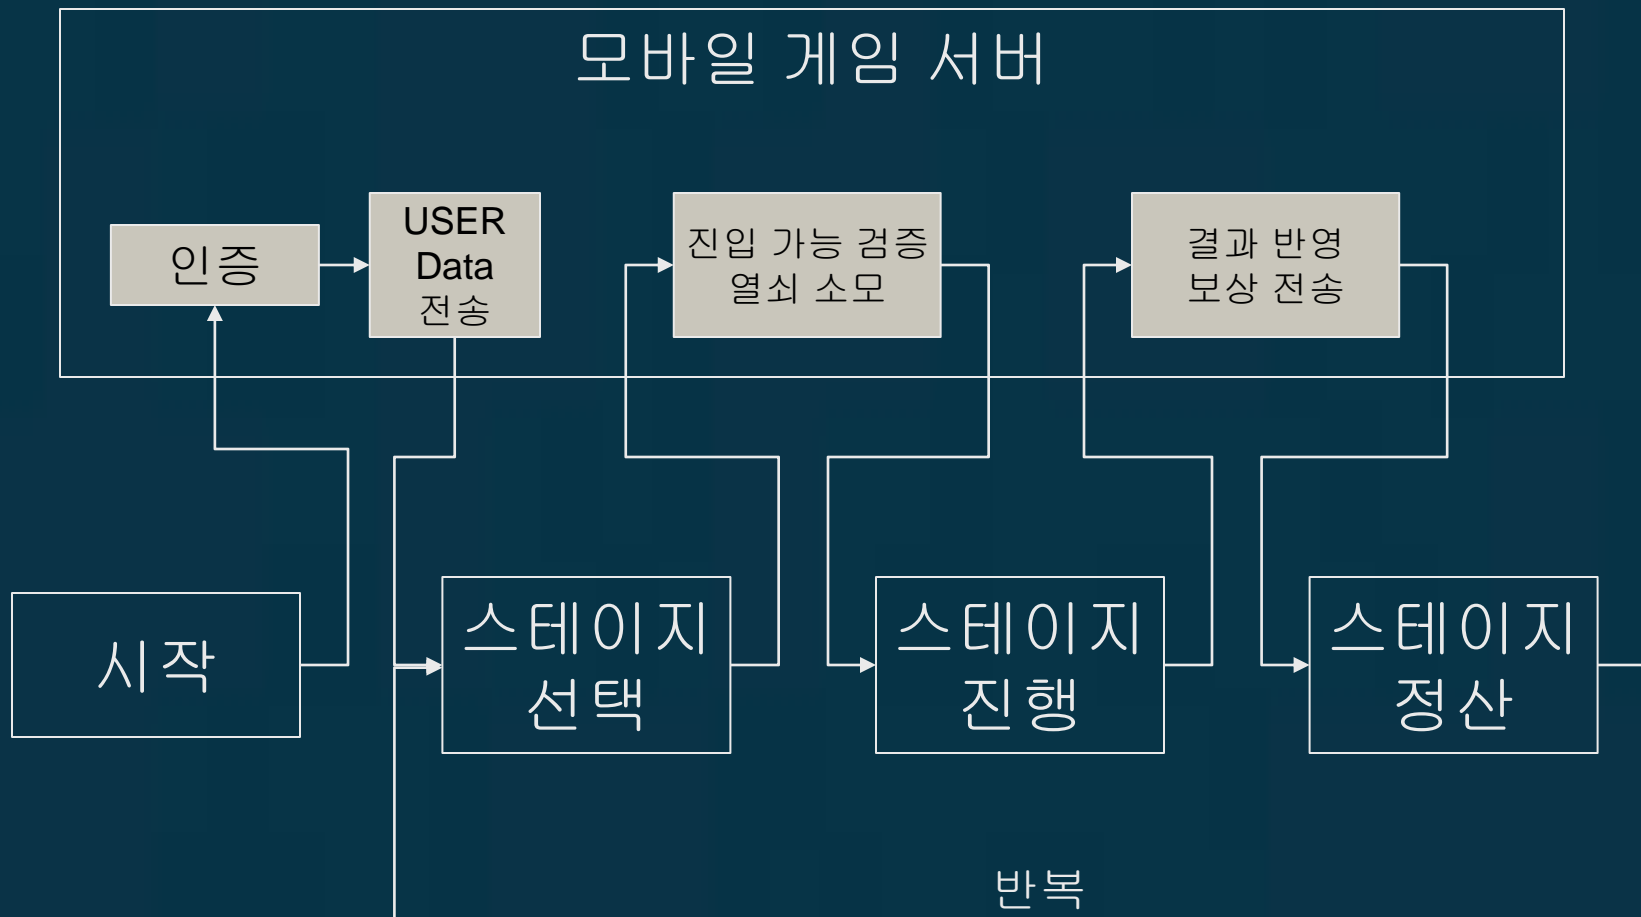 모바일 게임 서버
인증
USER
Data
전송
진입 가능 검증
열쇠 소모
결과 반영
보상 전송
시작
스테이지
선택
스테이지
진행
스테이지
정산
반복